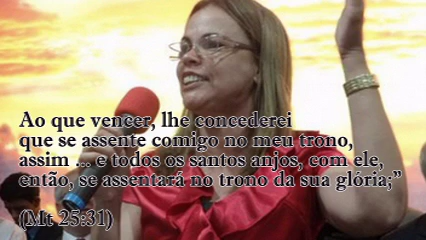 Ao que vencer, lhe concederei
que se assente comigo no meu trono,
assim ... e todos os santos anjos, com ele,
então, se assentará no trono da sua glória;”
(Mt 25:31)